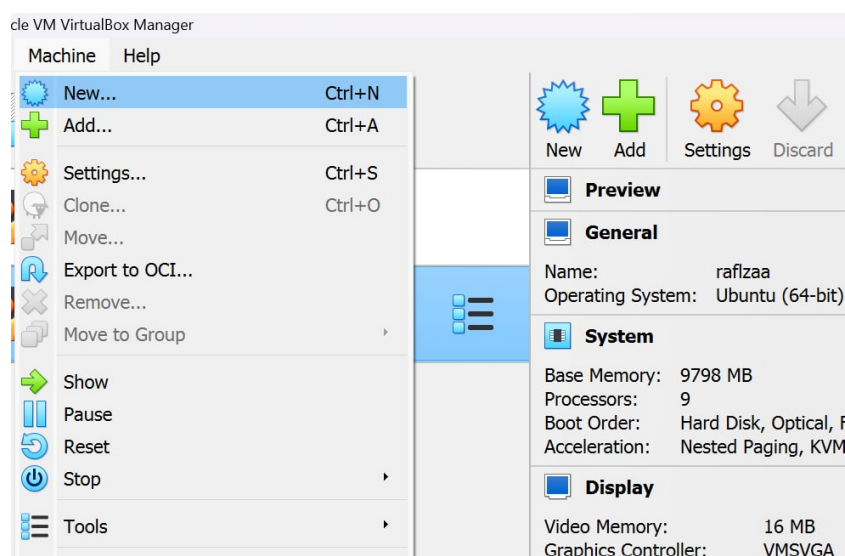 cle VM VirtualBox Manager
Machine Help
New... Ctrl+N
Add... Ctrl+A
Settings... Ctrl+S
Clone... Ctrl+O
Move...
Export to OCI...
Remove...
Move to Group
Show
Pause
Reset
Stop
Tools
New Add Settings Discard
Preview
General
Name: raflzaa
Operating System: Ubuntu (64-bit)
System
Base Memory: 9798 MB
Processors: 9
Boot Order: Hard Disk, Optical, F
Acceleration: Nested Paging, KVM
Display
Video Memory: 16 MB
Graphics Controller: VMSVGA